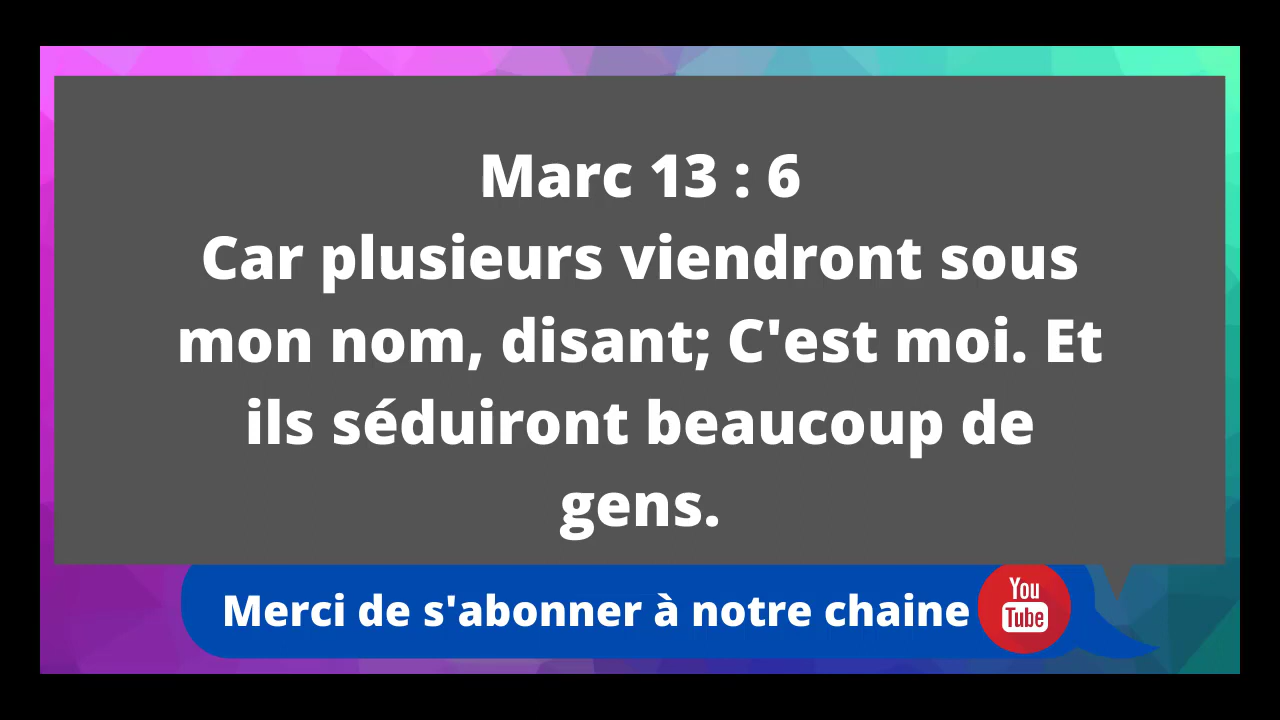 Marc 13 : 6
Car plusieurs viendront sous
mon nom, disant; C'est moi. Et
ils séduiront beaucoup de
gens.
Merci de s'abonner à notre chaine
You
Tube